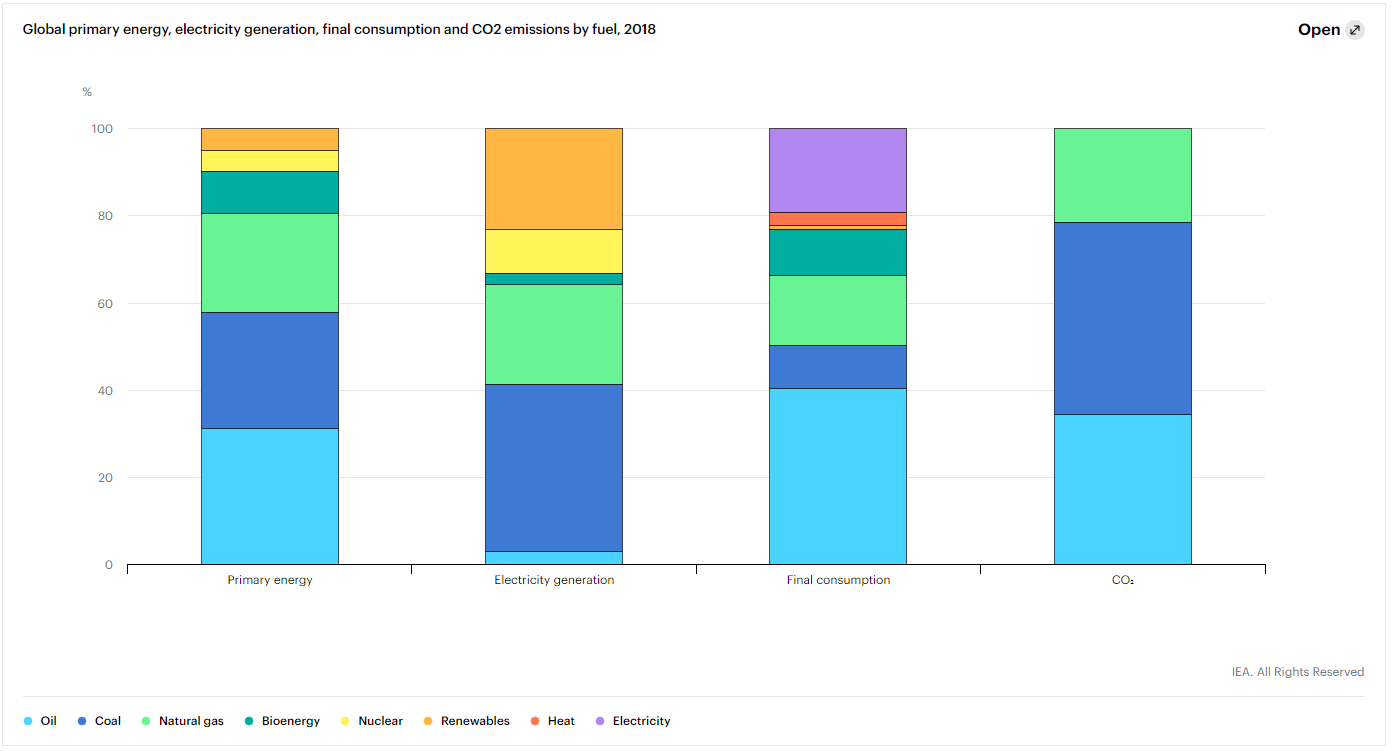 Global primary energy, electricity generation, final consumption and CO2 emissions by fuel, 2018
Open
%
100
80
60
40
20
0
Primary energy
Electricity generation
Final consumption
CO₂
IEA. All Rights Reserved
Oil
Coal
Natural gas
Bioenergy
Nuclear
Renewables
Heat
Electricity